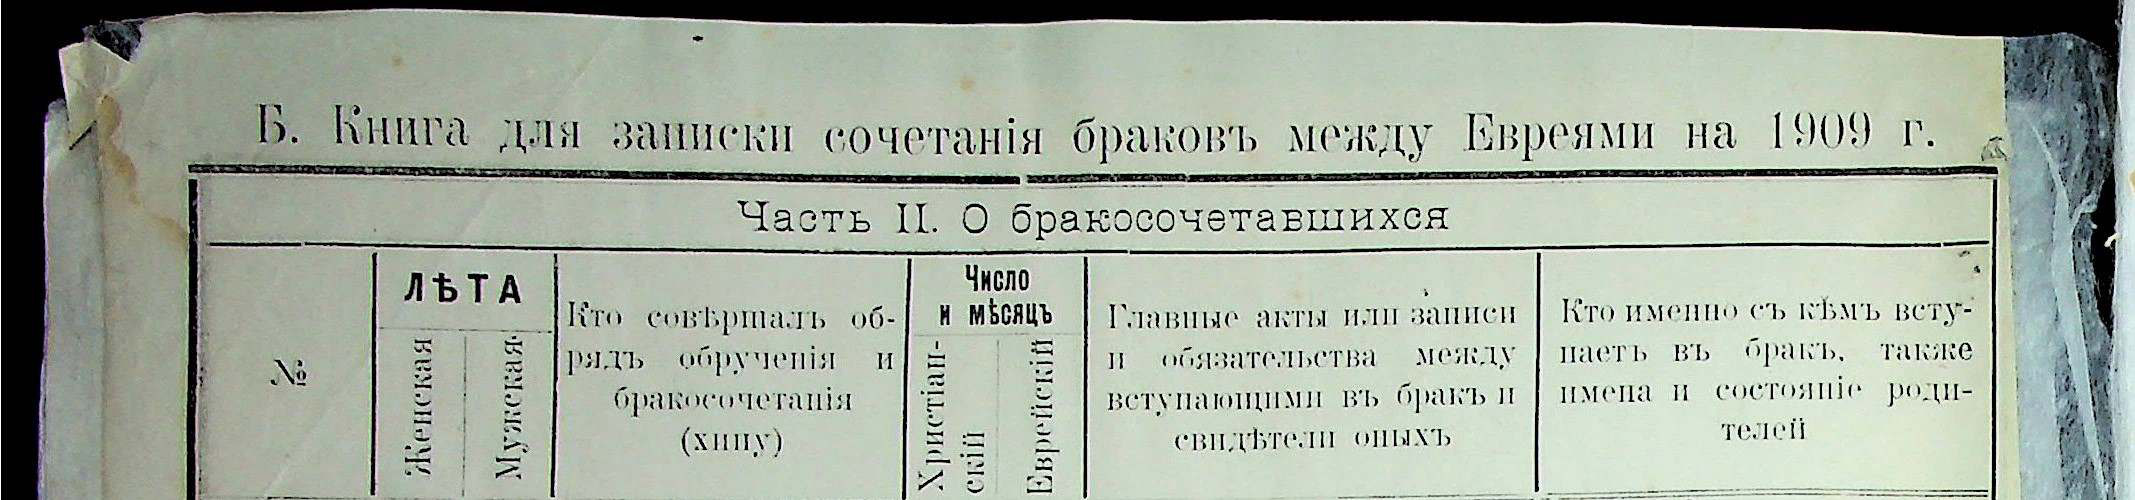 Б. Книга для записки сочетанія браковъ между Евреями на 1909 г.
Часть II. О бракосочетавшихся
№
ЛѢТА
Женская
Мужская.
Кто совѣршалъ об-
рядъ обрученія и
бракосочетанія
(хипу)
Число
и мѣсяцъ
Христіан-
скій
Еврейскій
Главные акты или записи
и обязательства между
вступающими въ бракъ и
свидѣтели оныхъ
Кто именно съ кѣмъ всту-
паетъ въ бракъ, также
имена и состояніе роди-
телей